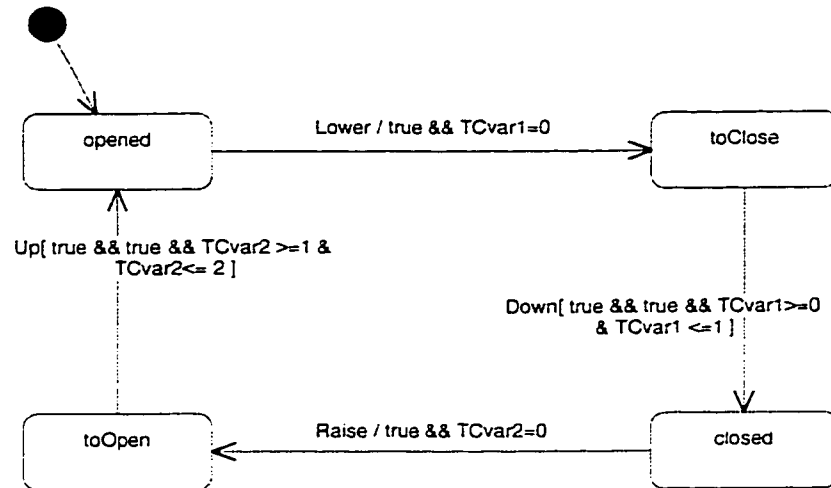 opened
Lower / true && TCvar1=0
toClose
Up[ true && true && TCvar2 >=1 &
TCvar2<= 2 ]
Down[ true && true && TCvar1>=0
& TCvar1 <=1 ]
toOpen
Raise / true && TCvar2=0
closed